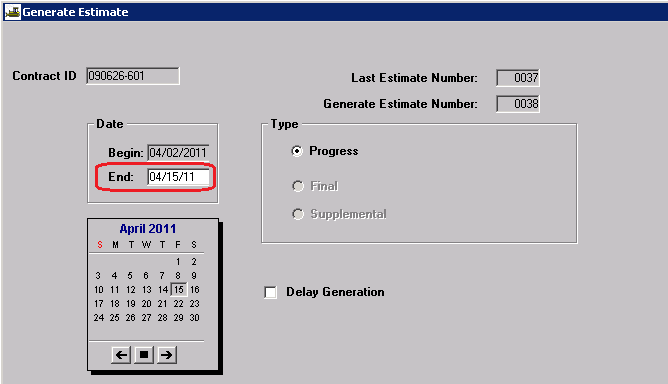 Generate Estimate
Contract ID 090626-601
Last Estimate Number: 0037
Generate Estimate Number: 0038
Date
Begin: 04/02/2011
End: 04/15/11
Type
Progress
Final
Supplemental
April 2011
S M T W T F S
1 2
3 4 5 6 7 8 9
10 11 12 13 14 15 16
17 18 19 20 21 22 23
24 25 26 27 28 29 30
Delay Generation